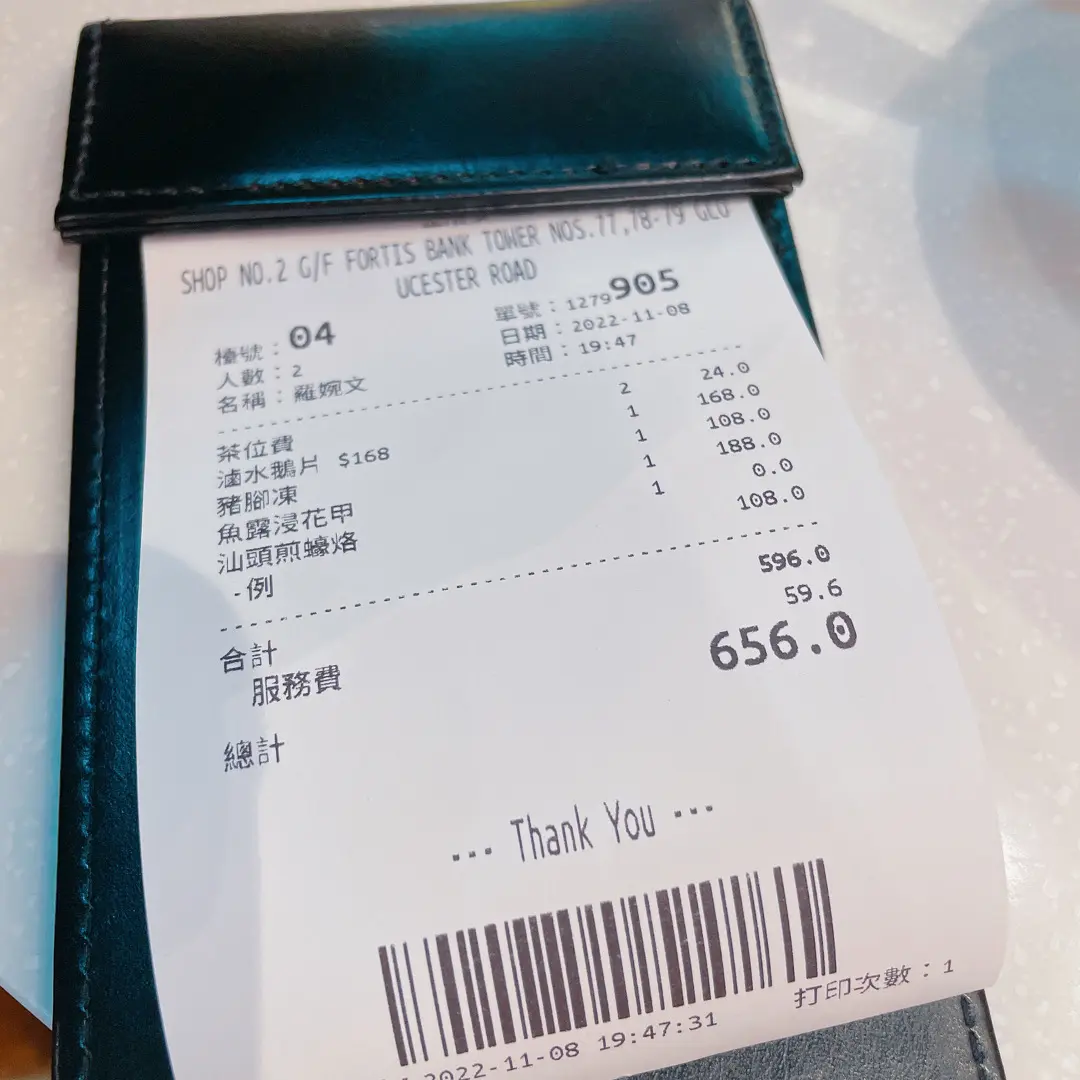 SHOP NO.2 G/F FORTIS BANK TOWER NOS.77,78-79 GLO
UCESTER ROAD
檯號：04 單號：1279905
人數：2 日期：2022-11-08
名稱：羅婉文 時間：19:47
茶位費 2 24.0
滷水鵝片 $168 1 168.0
豬腳凍 1 108.0
魚露浸花甲 1 188.0
汕頭煎蠔烙 1 0.0
-例 108.0
合計 596.0
服務費 59.6
總計 656.0
--- Thank You ---
打印次數：1
2022-11-08 19:47:31